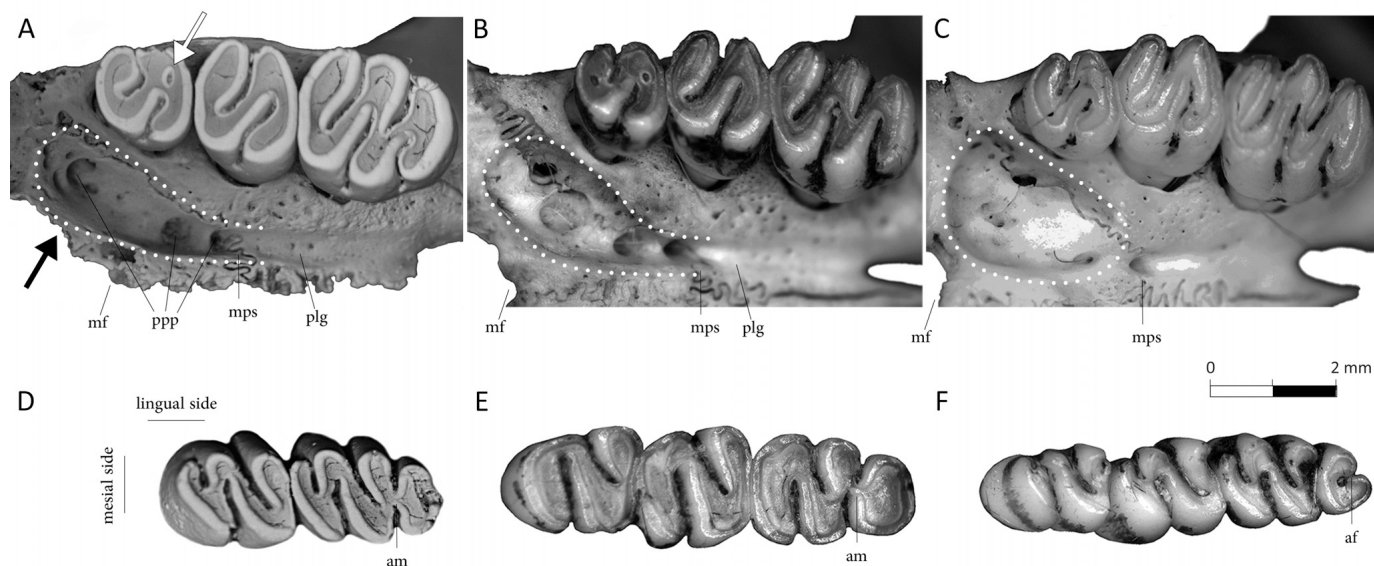 A
B
C
mf
ppp
mps
plg
mf
mps
plg
mf
mps
0 2 mm
D
E
F
lingual side
mesial side
am
am
af